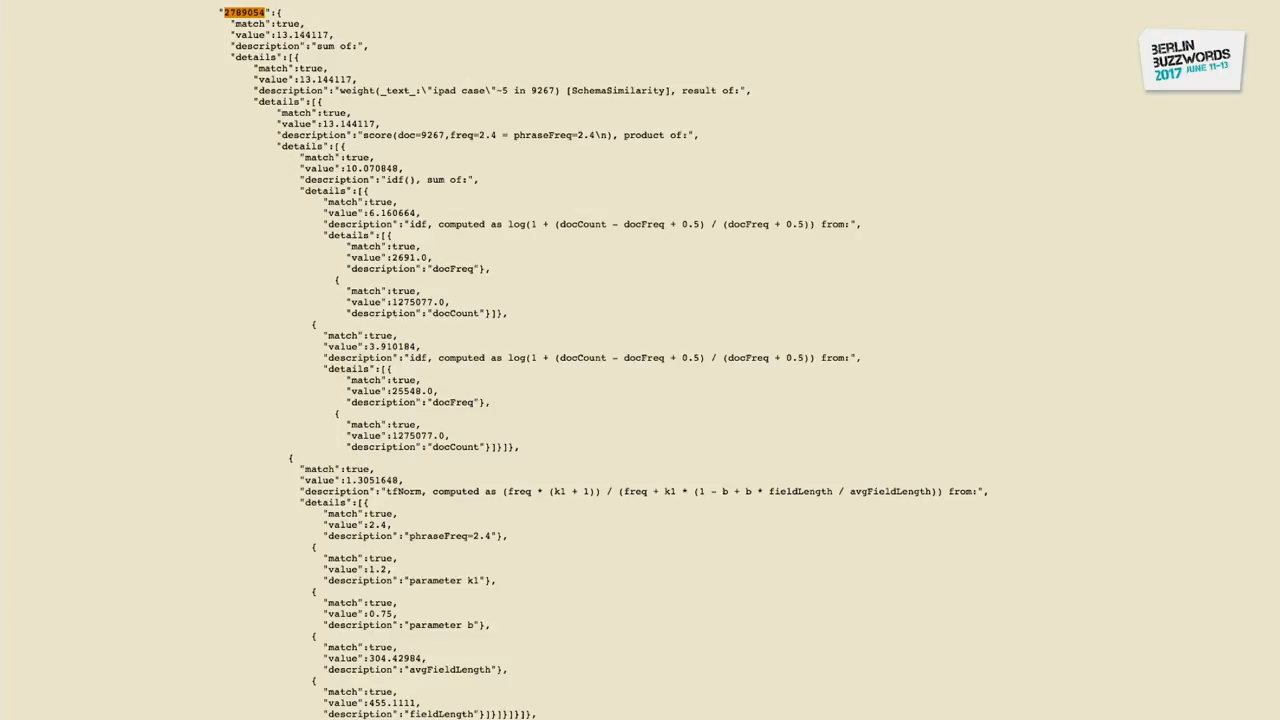 "2789054":{
"match":true,
"value":13.144117,
"description":"sum of:",
"details":[{
"match":true,
"value":13.144117,
"description":"weight(_text_:\"ipad case\"~5 in 9267) [SchemaSimilarity], result of:",
"details":[{
"match":true,
"value":13.144117,
"description":"score(doc=9267,freq=2.4 = phraseFreq=2.4\n), product of:",
"details":[{
"match":true,
"value":10.070848,
"description":"idf(), sum of:",
"details":[{
"match":true,
"value":6.160664,
"description":"idf, computed as log(1 + (docCount - docFreq + 0.5) / (docFreq + 0.5)) from:",
"details":[{
"match":true,
"value":2691.0,
"description":"docFreq"},
{
"match":true,
"value":1275077.0,
"description":"docCount"}]},
{
"match":true,
"value":3.910184,
"description":"idf, computed as log(1 + (docCount - docFreq + 0.5) / (docFreq + 0.5)) from:",
"details":[{
"match":true,
"value":25548.0,
"description":"docFreq"},
{
"match":true,
"value":1275077.0,
"description":"docCount"}]}]},
{
"match":true,
"value":1.3051648,
"description":"tfNorm, computed as (freq * (k1 + 1)) / (freq + k1 * (1 - b + b * fieldLength / avgFieldLength)) from:",
"details":[{
"match":true,
"value":2.4,
"description":"phraseFreq=2.4"},
{
"match":true,
"value":1.2,
"description":"parameter k1"},
{
"match":true,
"value":0.75,
"description":"parameter b"},
{
"match":true,
"value":304.42984,
"description":"avgFieldLength"},
{
"match":true,
"value":455.1111,
"description":"fieldLength"}]}]}]}]},
BERLIN
BUZZWORDS
2017 JUNE 11-13